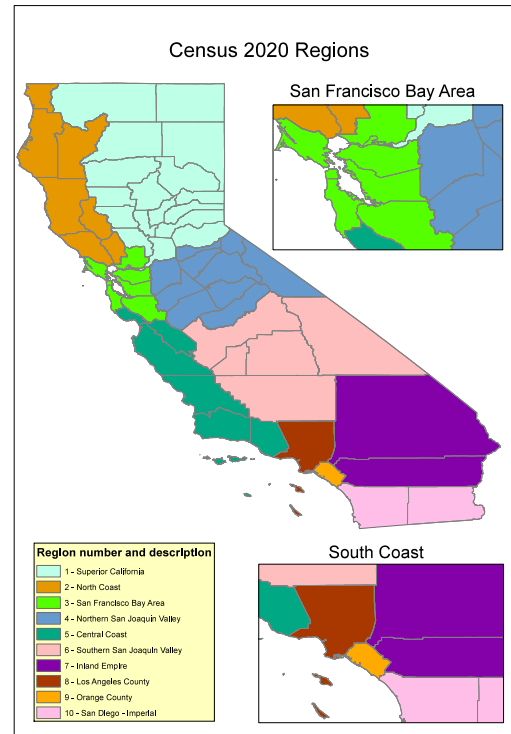 Census 2020 Regions
San Francisco Bay Area
Region number and description
1 - Superior California
2 - North Coast
3 - San Francisco Bay Area
4 - Northern San Joaquin Valley
5 - Central Coast
6 - Southern San Joaquin Valley
7 - Inland Empire
8 - Los Angeles County
9 - Orange County
10 - San Diego - Imperial
South Coast